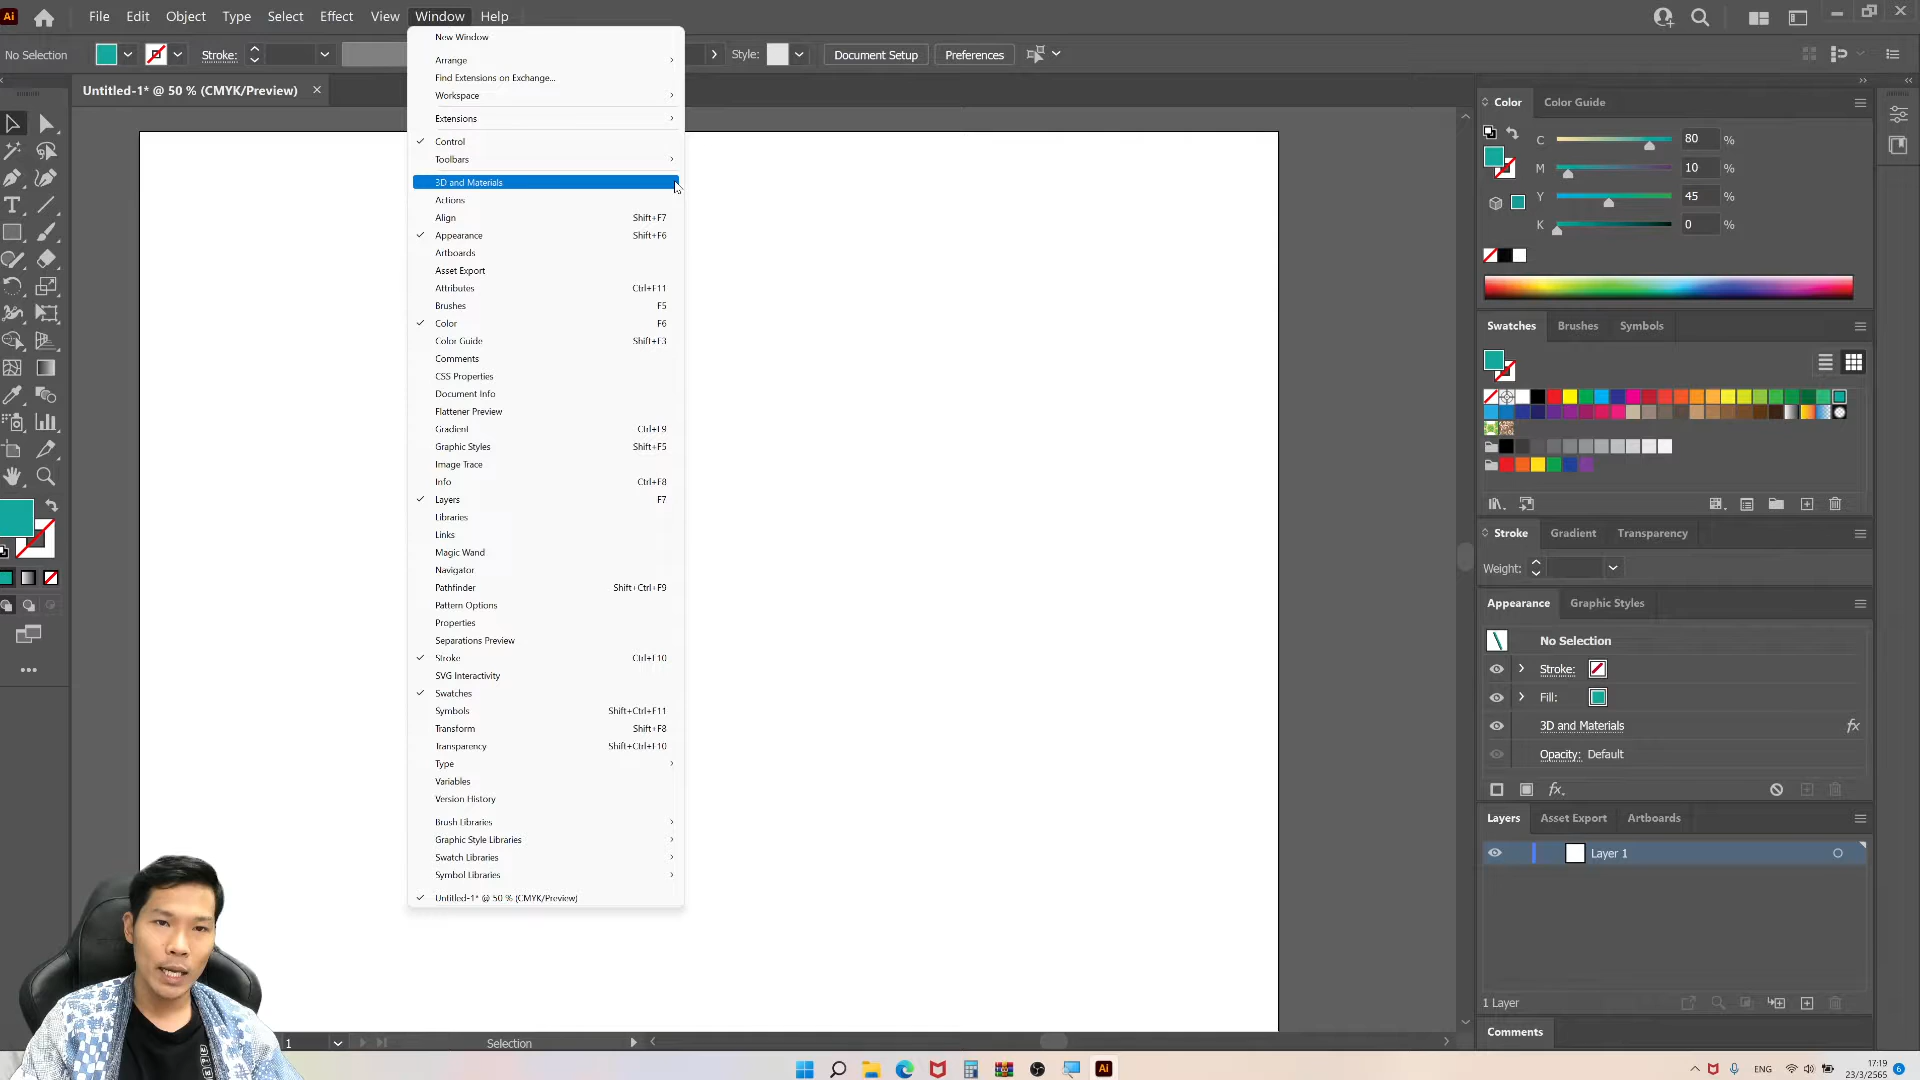 Ai File Edit Object Type Select Effect View Window Help
No Selection Stroke: Style: Document Setup Preferences
Untitled-1* @ 50 % (CMYK/Preview) ×
New Window
Arrange
Find Extensions on Exchange...
Workspace
Extensions
Control
Toolbars
3D and Materials
Actions
Align Shift+F7
Appearance Shift+F6
Artboards
Asset Export
Attributes Ctrl+F11
Brushes F5
Color F6
Color Guide Shift+F3
Comments
CSS Properties
Document Info
Flattener Preview
Gradient Ctrl+F9
Graphic Styles Shift+F5
Image Trace
Info Ctrl+F8
Layers F7
Libraries
Links
Magic Wand
Navigator
Pathfinder Shift+Ctrl+F9
Pattern Options
Properties
Separations Preview
Stroke Ctrl+F10
SVG Interactivity
Swatches
Symbols Shift+Ctrl+F11
Transform Shift+F8
Transparency Shift+Ctrl+F10
Type
Variables
Version History
Brush Libraries
Graphic Style Libraries
Swatch Libraries
Symbol Libraries
Untitled-1* @ 50 % (CMYK/Preview)
Color Color Guide
C 80 %
M 10 %
Y 45 %
K 0 %
Swatches Brushes Symbols
Stroke Gradient Transparency
Weight:
Appearance Graphic Styles
No Selection
Stroke:
Fill:
3D and Materials fx
Opacity: Default
fx.
Layers Asset Export Artboards
Layer 1
1 Layer
Comments
1 Selection
Ai ENG 17:19
23/3/2565 6